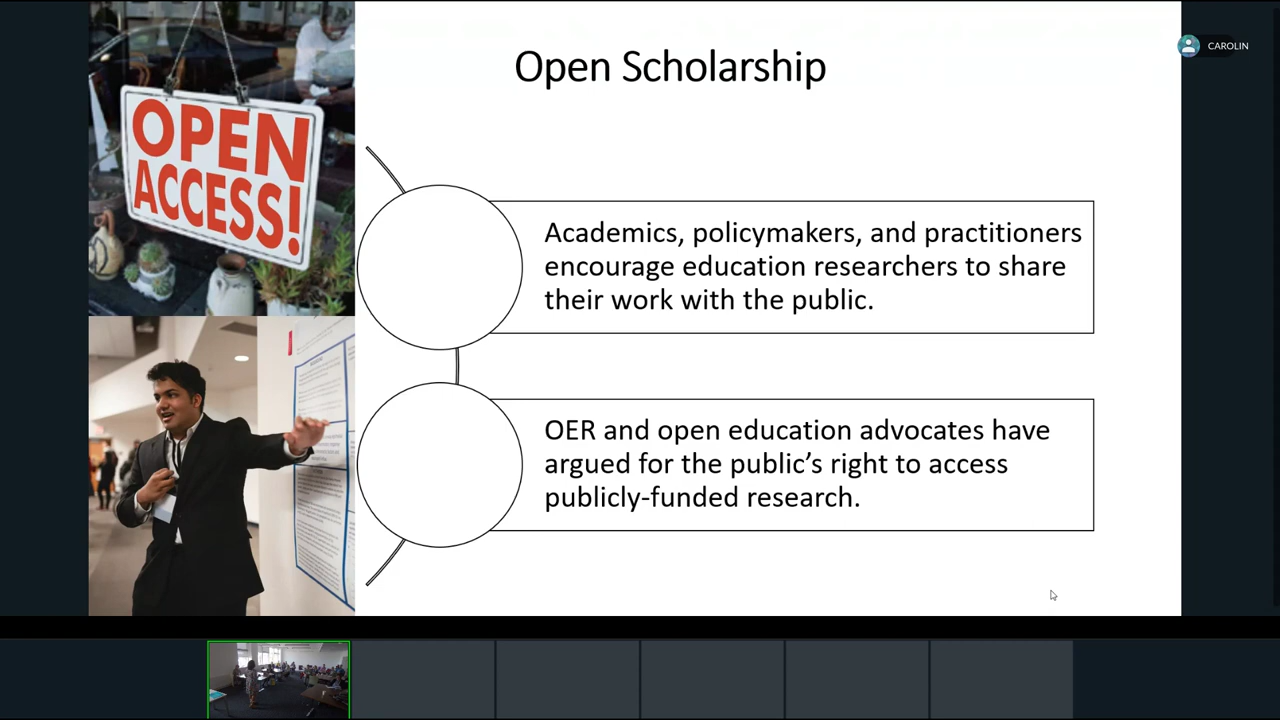 Open Scholarship
CAROLIN
OPEN
ACCESS!
Academics, policymakers, and practitioners
encourage education researchers to share
their work with the public.
OER and open education advocates have
argued for the public’s right to access
publicly-funded research.